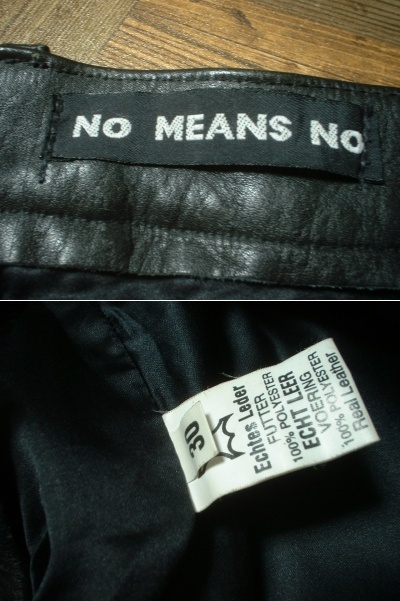 NO MEANS NO
30
Echtes Leder
FUTTER
100% POLYESTER
ECHT LEER
VOERING
100% POLYESTER
Real Leather